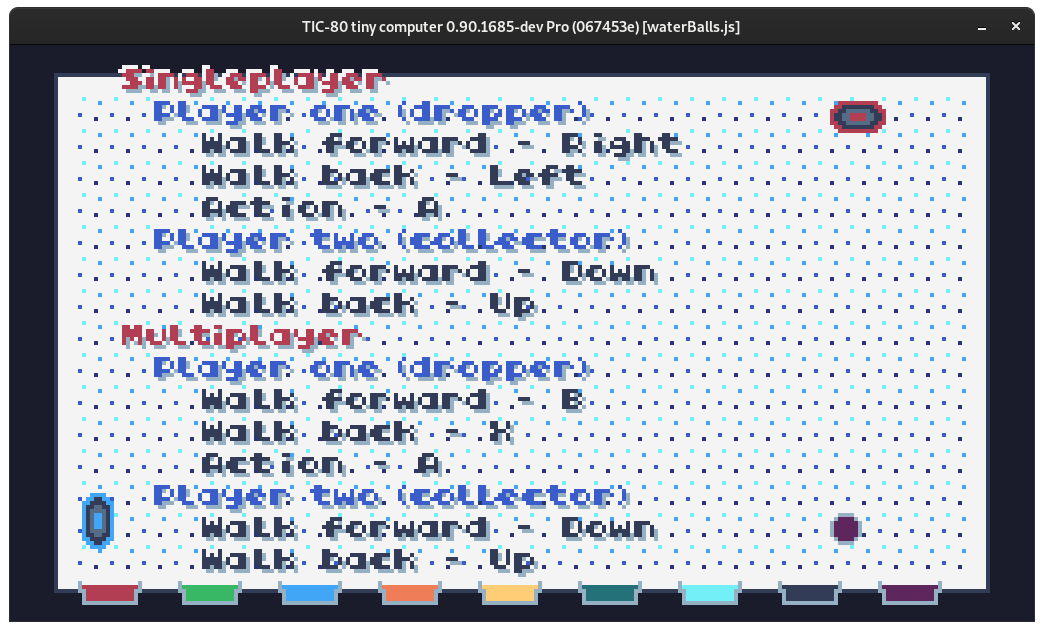 TIC-80 tiny computer 0.90.1685-dev Pro (067453e) [waterBalls.js]
Singleplayer
Player one (dropper)
Walk forward - Right
Walk back - Left
Action - A
Player two (collector)
Walk forward - Down
Walk back - Up
Multiplayer
Player one (dropper)
Walk forward - B
Walk back - X
Action - A
Player two (collector)
Walk forward - Down
Walk back - Up